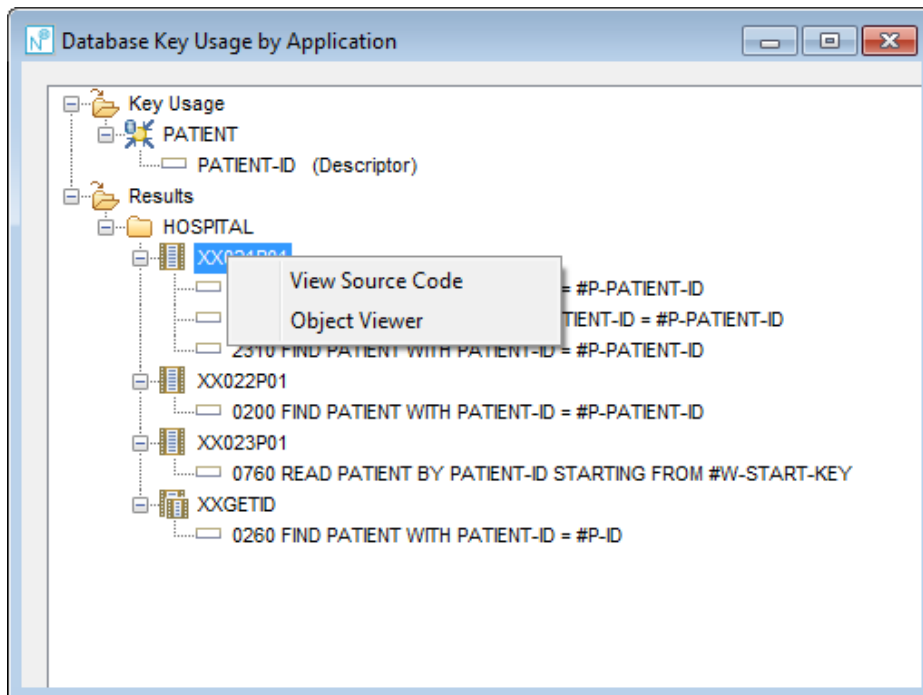 Database Key Usage by Application
Key Usage
PATIENT
PATIENT-ID (Descriptor)
Results
HOSPITAL
XX021P01
View Source Code
= #P-PATIENT-ID
Object Viewer
TIENT-ID = #P-PATIENT-ID
2310 FIND PATIENT WITH PATIENT-ID = #P-PATIENT-ID
XX022P01
0200 FIND PATIENT WITH PATIENT-ID = #P-PATIENT-ID
XX023P01
0760 READ PATIENT BY PATIENT-ID STARTING FROM #W-START-KEY
XXGETID
0260 FIND PATIENT WITH PATIENT-ID = #P-ID